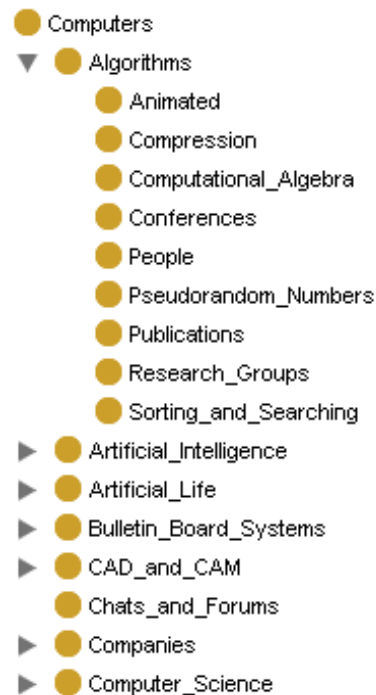 Computers
Algorithms
Animated
Compression
Computational_Algebra
Conferences
People
Pseudorandom_Numbers
Publications
Research_Groups
Sorting_and_Searching
Artificial_Intelligence
Artificial_Life
Bulletin_Board_Systems
CAD_and_CAM
Chats_and_Forums
Companies
Computer_Science